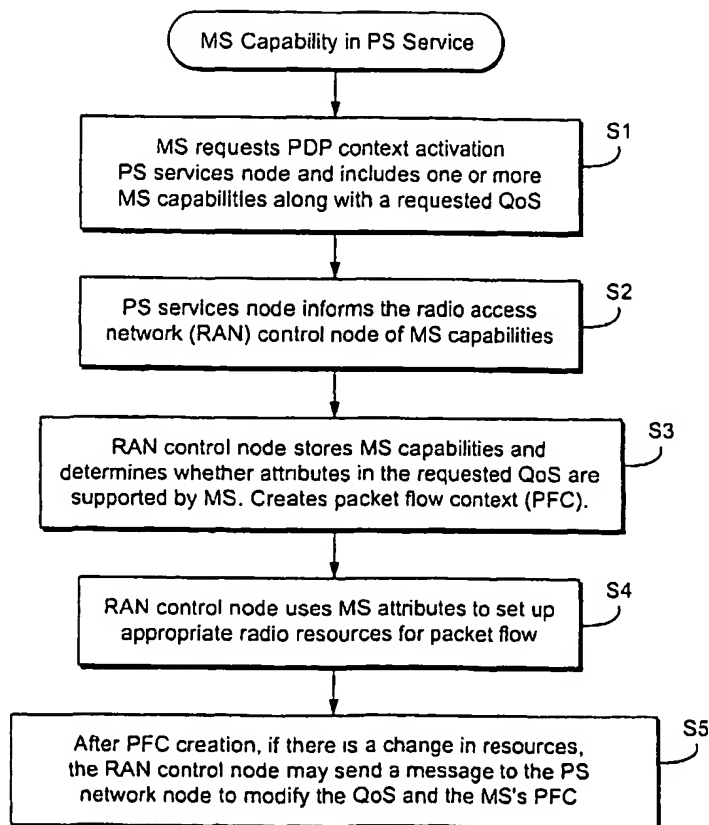 MS Capability in PS Service
S1
MS requests PDP context activation
PS services node and includes one or more
MS capabilities along with a requested QoS
S2
PS services node informs the radio access
network (RAN) control node of MS capabilities
S3
RAN control node stores MS capabilities and
determines whether attributes in the requested QoS are
supported by MS. Creates packet flow context (PFC).
S4
RAN control node uses MS attributes to set up
appropriate radio resources for packet flow
S5
After PFC creation, if there is a change in resources,
the RAN control node may send a message to the PS
network node to modify the QoS and the MS's PFC